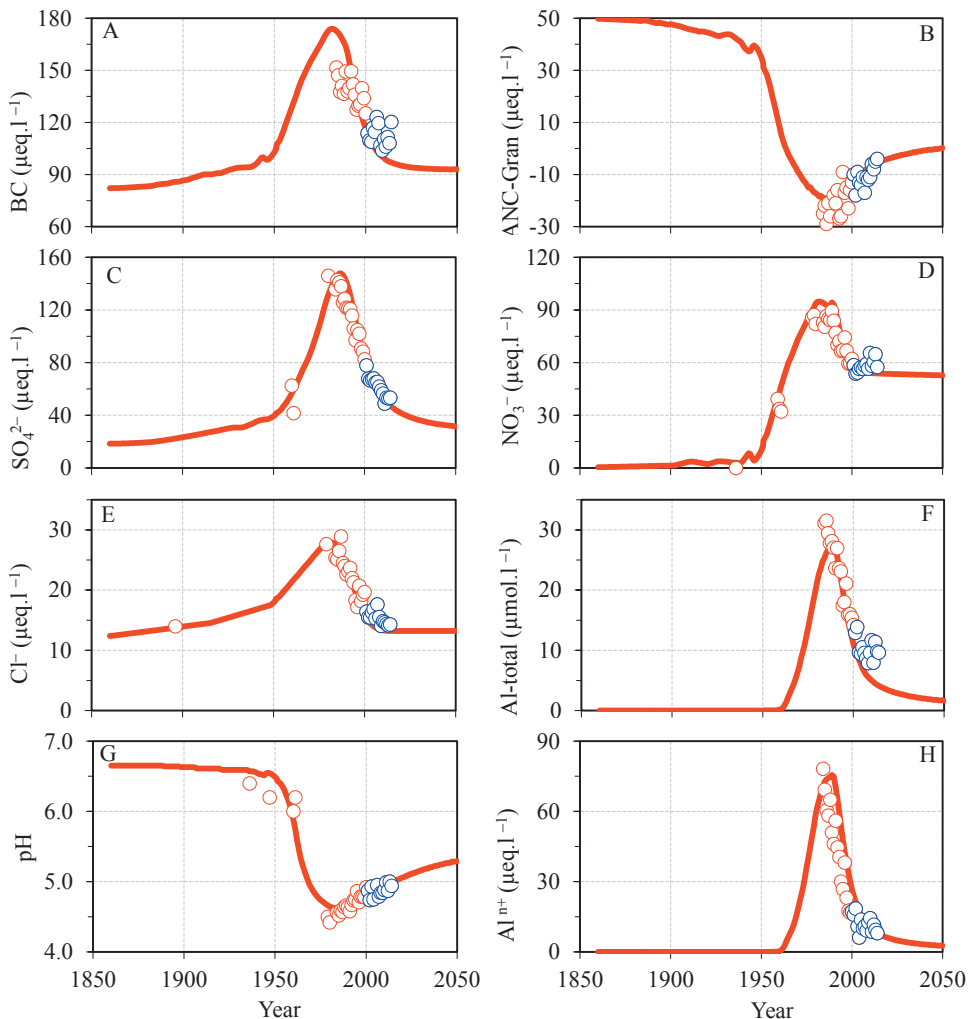 A
BC (µeq.l⁻¹)
180
150
120
90
60
B
ANC-Gran (µeq.l⁻¹)
50
30
10
-10
-30
C
SO₄²⁻ (µeq.l⁻¹)
160
120
80
40
0
D
NO₃⁻ (µeq.l⁻¹)
120
90
60
30
0
E
Cl⁻ (µeq.l⁻¹)
30
20
10
0
F
Al-total (µmol.l⁻¹)
30
20
10
0
G
pH
7.0
6.0
5.0
4.0
1850 1900 1950 2000 2050
Year
H
Alⁿ⁺ (µeq.l⁻¹)
90
60
30
0
1850 1900 1950 2000 2050
Year